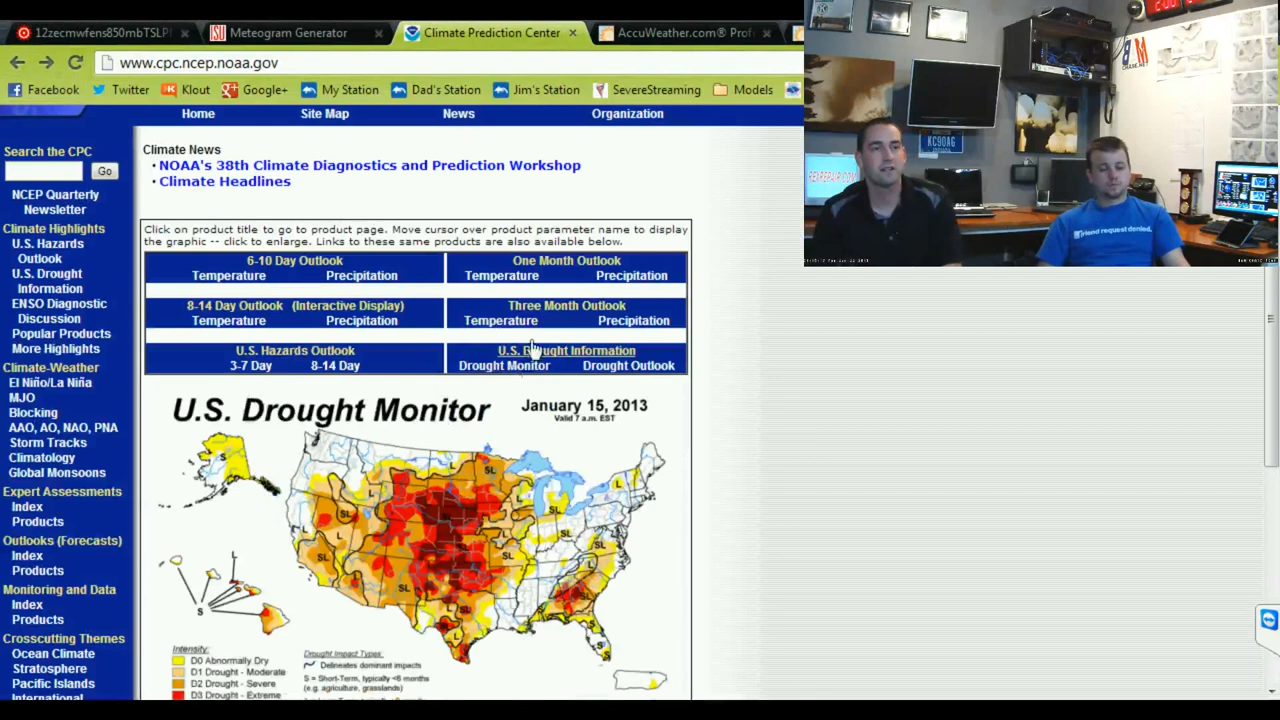 12zecmwfens850mbTSLP
ISU Meteogram Generator
Climate Prediction Center
AccuWeather.com® Prof
www.cpc.ncep.noaa.gov
Facebook Twitter Klout Google+ My Station Dad's Station Jim's Station SevereStreaming Models
Home Site Map News Organization
Search the CPC
Go
NCEP Quarterly
Newsletter
Climate Highlights
U.S. Hazards
Outlook
U.S. Drought
Information
ENSO Diagnostic
Discussion
Popular Products
More Highlights
Climate-Weather
El Niño/La Niña
MJO
Blocking
AAO, AO, NAO, PNA
Storm Tracks
Climatology
Global Monsoons
Expert Assessments
Index
Products
Outlooks (Forecasts)
Index
Products
Monitoring and Data
Index
Products
Crosscutting Themes
Ocean Climate
Stratosphere
Pacific Islands
International
Climate News
• NOAA's 38th Climate Diagnostics and Prediction Workshop
• Climate Headlines
Click on product title to go to product page. Move cursor over product parameter name to display
the graphic -- click to enlarge. Links to these same products are also available below.
6-10 Day Outlook One Month Outlook
Temperature Precipitation Temperature Precipitation
8-14 Day Outlook (Interactive Display) Three Month Outlook
Temperature Precipitation Temperature Precipitation
U.S. Hazards Outlook U.S. Drought Information
3-7 Day 8-14 Day Drought Monitor Drought Outlook
U.S. Drought Monitor
January 15, 2013
Valid 7 a.m. EST
Intensity:
D0 Abnormally Dry
D1 Drought - Moderate
D2 Drought - Severe
D3 Drought - Extreme
Drought Impact Types:
Delineates dominant impacts
S = Short-Term, typically <6 months
(e.g. agriculture, grasslands)
KC9OAG
friend request denied.